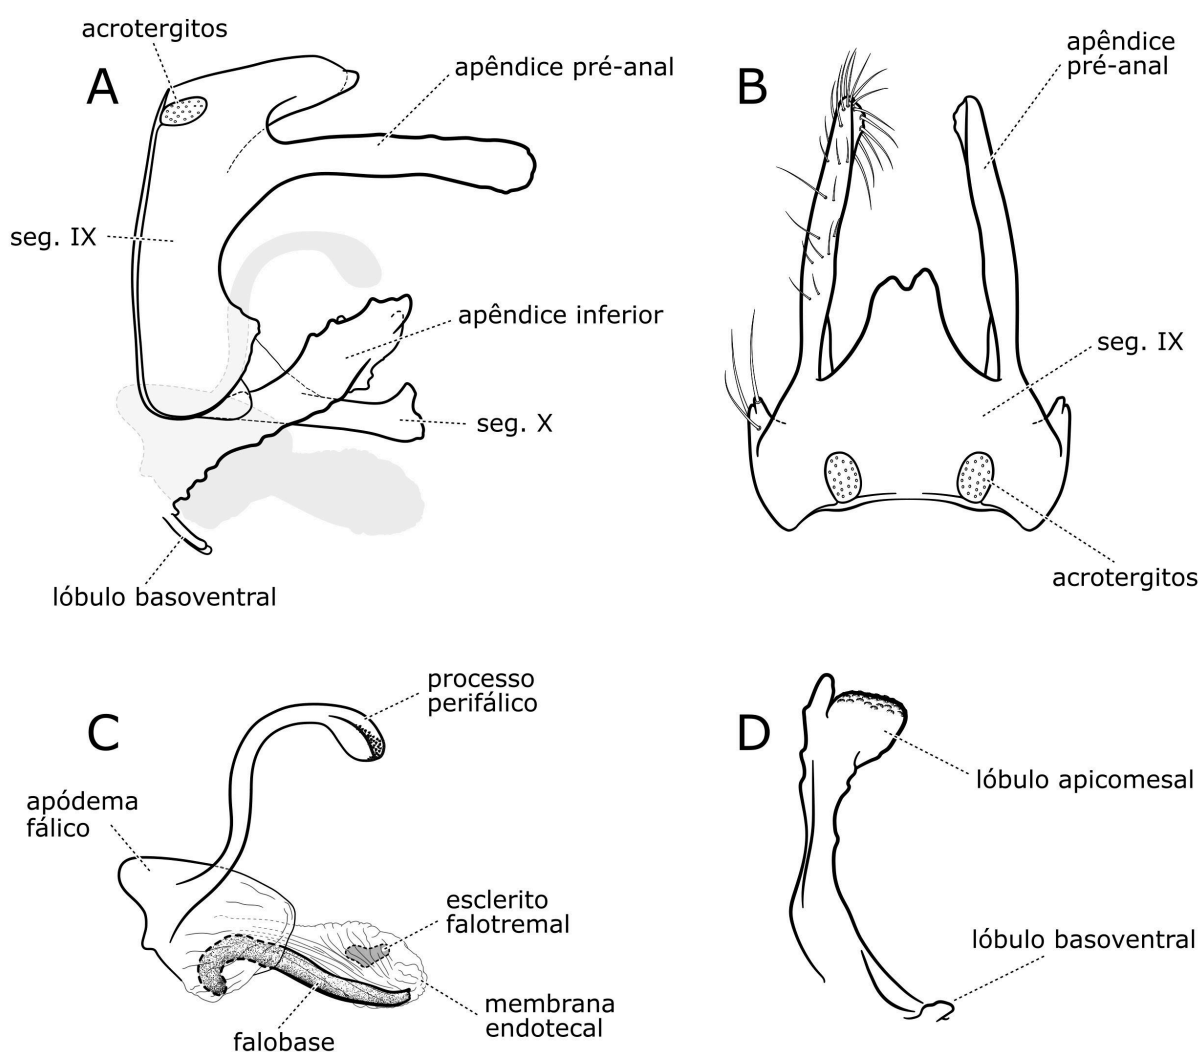 A
acrotergitos
apêndice pré-anal
seg. IX
apêndice inferior
seg. X
lóbulo basoventral
B
apêndice
pré-anal
seg. IX
acrotergitos
C
processo
perifálico
apódema
fálico
esclerito
falotremal
membrana
endotecal
falobase
D
lóbulo apicomesal
lóbulo basoventral